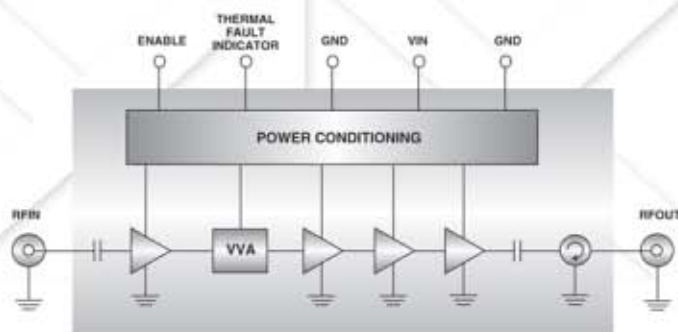 ENABLE
THERMAL
FAULT
INDICATOR
GND
VIN
GND
POWER CONDITIONING
RFIN
VVA
RFOUT